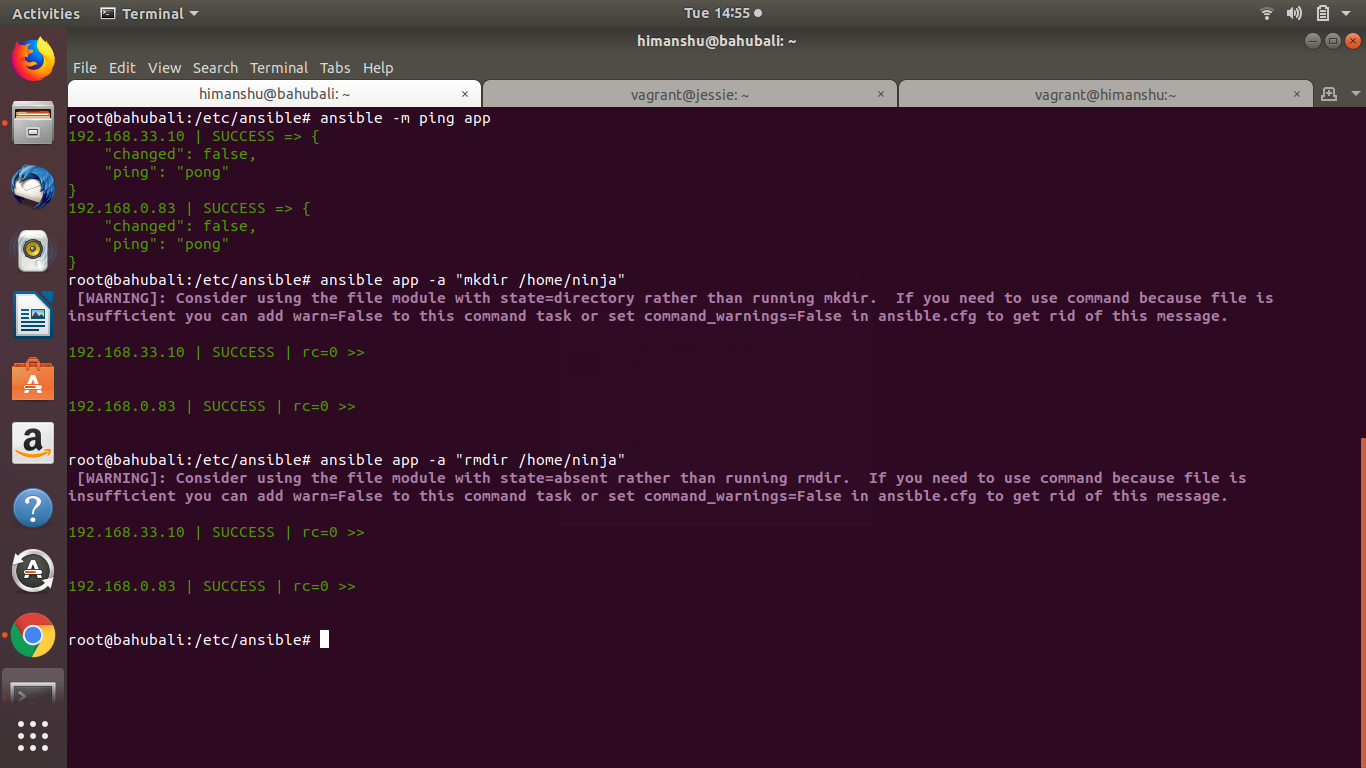 Activities Terminal Tue 14:55
himanshu@bahubali: ~
File Edit View Search Terminal Tabs Help
himanshu@bahubali: ~ × vagrant@jessie: ~ × vagrant@himanshu:~ ×
root@bahubali:/etc/ansible# ansible -m ping app
192.168.33.10 | SUCCESS => {
    "changed": false,
    "ping": "pong"
}
192.168.0.83 | SUCCESS => {
    "changed": false,
    "ping": "pong"
}
root@bahubali:/etc/ansible# ansible app -a "mkdir /home/ninja"
 [WARNING]: Consider using the file module with state=directory rather than running mkdir.  If you need to use command because file is
insufficient you can add warn=False to this command task or set command_warnings=False in ansible.cfg to get rid of this message.
192.168.33.10 | SUCCESS | rc=0 >>
192.168.0.83 | SUCCESS | rc=0 >>
root@bahubali:/etc/ansible# ansible app -a "rmdir /home/ninja"
 [WARNING]: Consider using the file module with state=absent rather than running rmdir.  If you need to use command because file is
insufficient you can add warn=False to this command task or set command_warnings=False in ansible.cfg to get rid of this message.
192.168.33.10 | SUCCESS | rc=0 >>
192.168.0.83 | SUCCESS | rc=0 >>
root@bahubali:/etc/ansible#